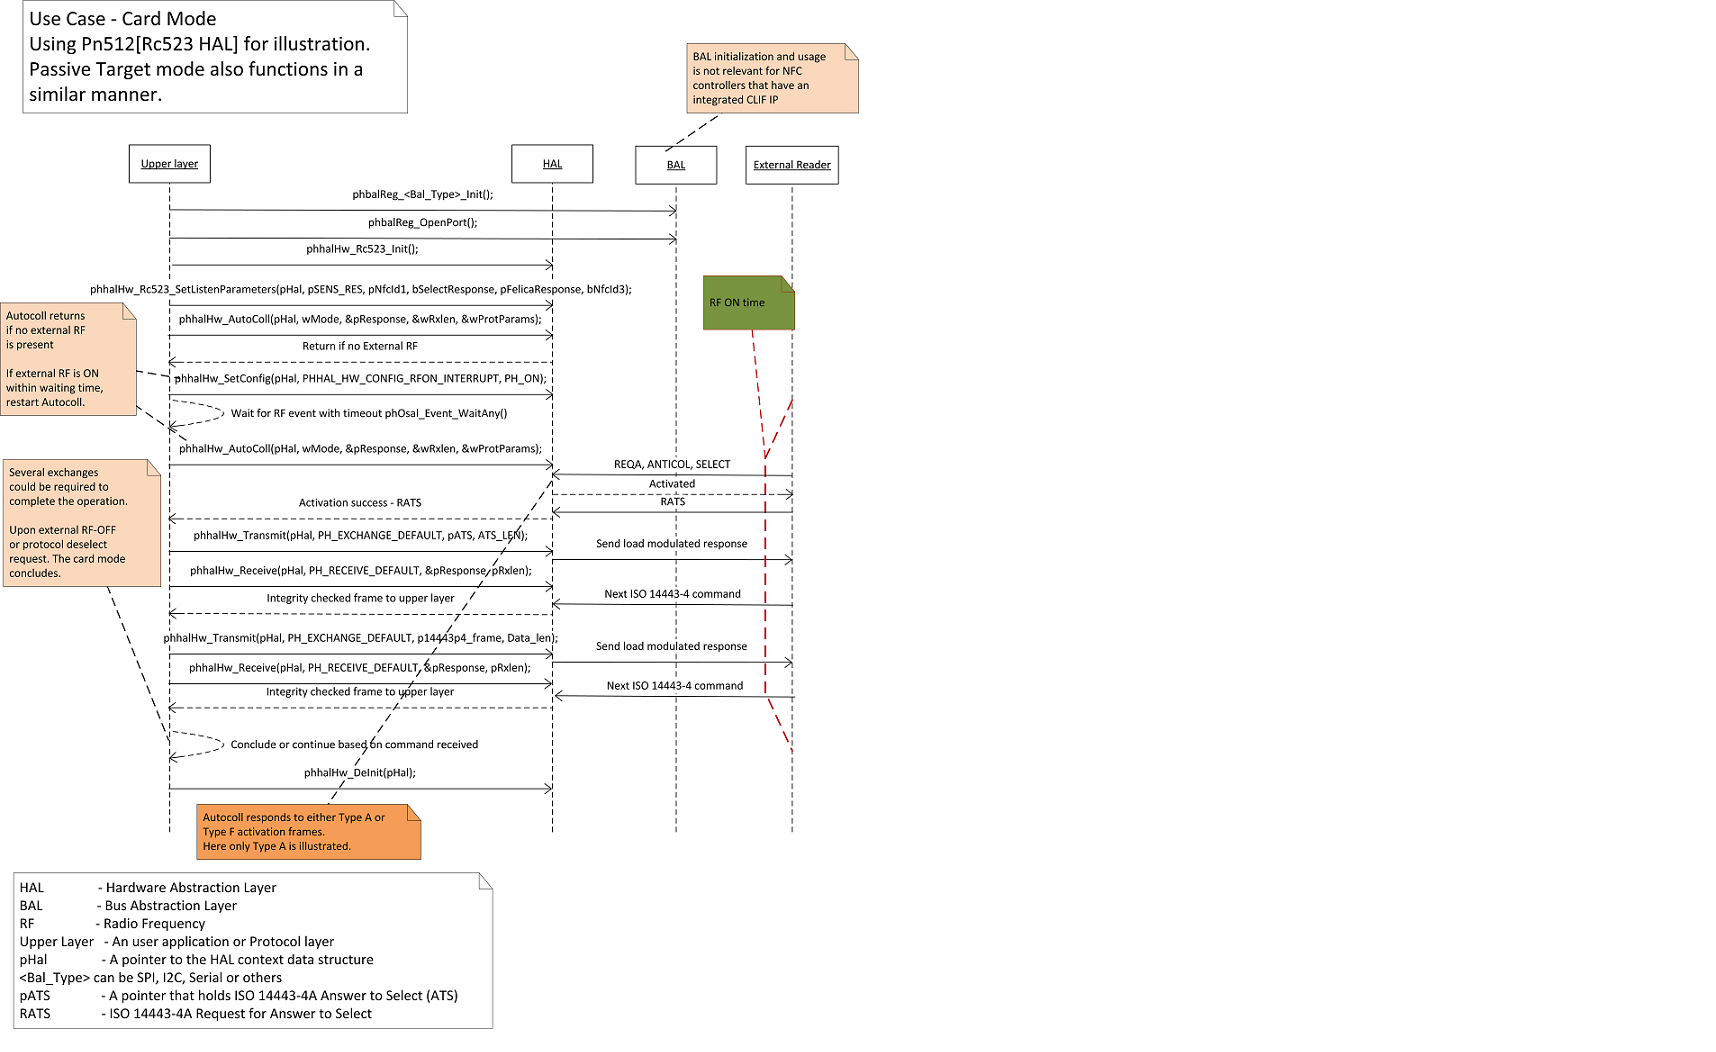 Use Case - Card Mode
Using Pn512[Rc523 HAL] for illustration.
Passive Target mode also functions in a
similar manner.
BAL initialization and usage
is not relevant for NFC
controllers that have an
integrated CLIF IP
Upper layer
HAL
BAL
External Reader
phbalReg_<Bal_Type>_Init();
phbalReg_OpenPort();
phhalHw_Rc523_Init();
RF ON time
phhalHw_Rc523_SetListenParameters(pHal, pSENS_RES, pNfcId1, bSelectResponse, pFelicaResponse, bNfcId3);
Autocoll returns
if no external RF
is present
If external RF is ON
within waiting time,
restart Autocoll.
phhalHw_AutoColl(pHal, wMode, &pResponse, &wRxlen, &wProtParams);
Return if no External RF
phhalHw_SetConfig(pHal, PHHAL_HW_CONFIG_RFON_INTERRUPT, PH_ON);
Wait for RF event with timeout phOsal_Event_WaitAny()
phhalHw_AutoColl(pHal, wMode, &pResponse, &wRxlen, &wProtParams);
REQA, ANTICOL, SELECT
Activated
RATS
Activation success - RATS
Several exchanges
could be required to
complete the operation.
Upon external RF-OFF
or protocol deselect
request. The card mode
concludes.
phhalHw_Transmit(pHal, PH_EXCHANGE_DEFAULT, pATS, ATS_LEN);
Send load modulated response
phhalHw_Receive(pHal, PH_RECEIVE_DEFAULT, &pResponse, pRxlen);
Next ISO 14443-4 command
Integrity checked frame to upper layer
phhalHw_Transmit(pHal, PH_EXCHANGE_DEFAULT, p14443p4_frame, Data_len);
Send load modulated response
phhalHw_Receive(pHal, PH_RECEIVE_DEFAULT, &pResponse, pRxlen);
Next ISO 14443-4 command
Integrity checked frame to upper layer
Conclude or continue based on command received
phhalHw_DeInit(pHal);
Autocoll responds to either Type A or
Type F activation frames.
Here only Type A is illustrated.
HAL - Hardware Abstraction Layer
BAL - Bus Abstraction Layer
RF - Radio Frequency
Upper Layer - An user application or Protocol layer
pHal - A pointer to the HAL context data structure
<Bal_Type> can be SPI, I2C, Serial or others
pATS - A pointer that holds ISO 14443-4A Answer to Select (ATS)
RATS - ISO 14443-4A Request for Answer to Select